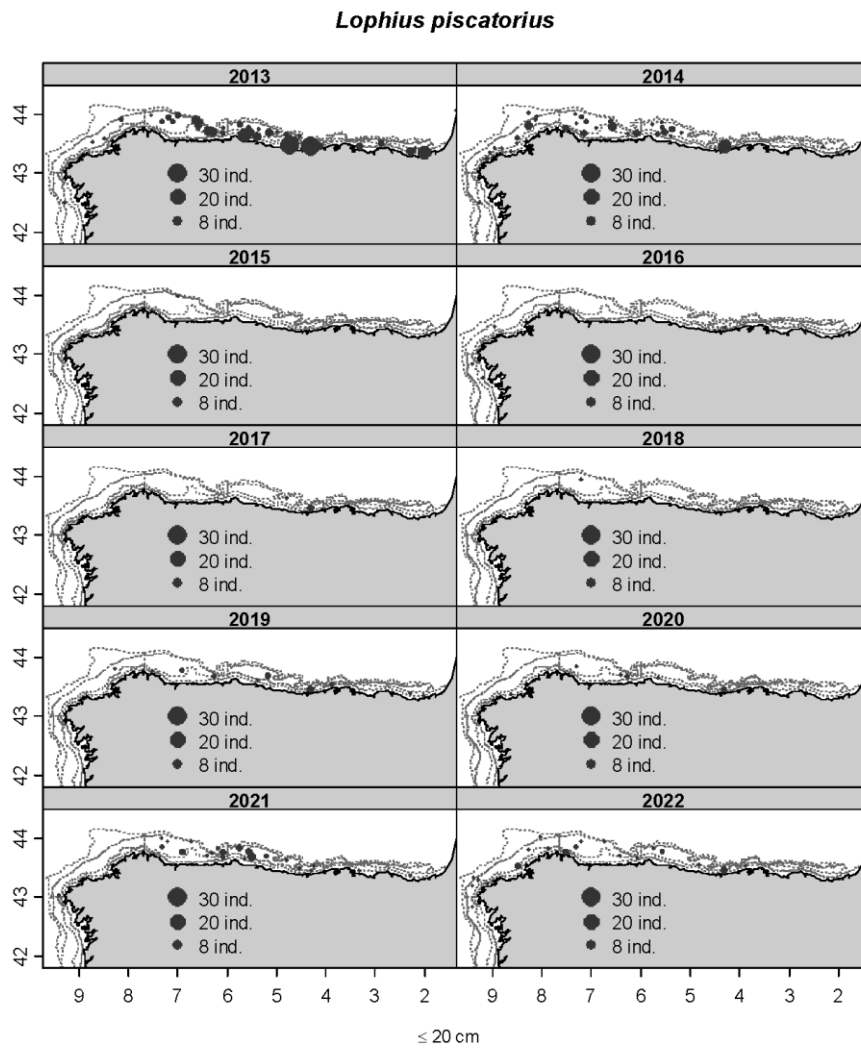 Lophius piscatorius
2013 2014
44
43
42
30 ind. 30 ind.
20 ind. 20 ind.
8 ind. 8 ind.
2015 2016
44
43
42
30 ind. 30 ind.
20 ind. 20 ind.
8 ind. 8 ind.
2017 2018
44
43
42
30 ind. 30 ind.
20 ind. 20 ind.
8 ind. 8 ind.
2019 2020
44
43
42
30 ind. 30 ind.
20 ind. 20 ind.
8 ind. 8 ind.
2021 2022
44
43
42
30 ind. 30 ind.
20 ind. 20 ind.
8 ind. 8 ind.
9 8 7 6 5 4 3 2 9 8 7 6 5 4 3 2
≤ 20 cm